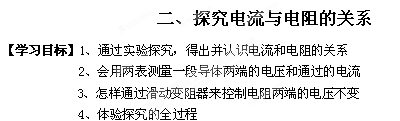 二、探究电流与电阻的关系
【学习目标】1、通过实验探究，得出并认识电流和电阻的关系
2、会用两表测量一段导体两端的电压和通过的电流
3、怎样通过滑动变阻器来控制电阻两端的电压不变
4、体验探究的全过程